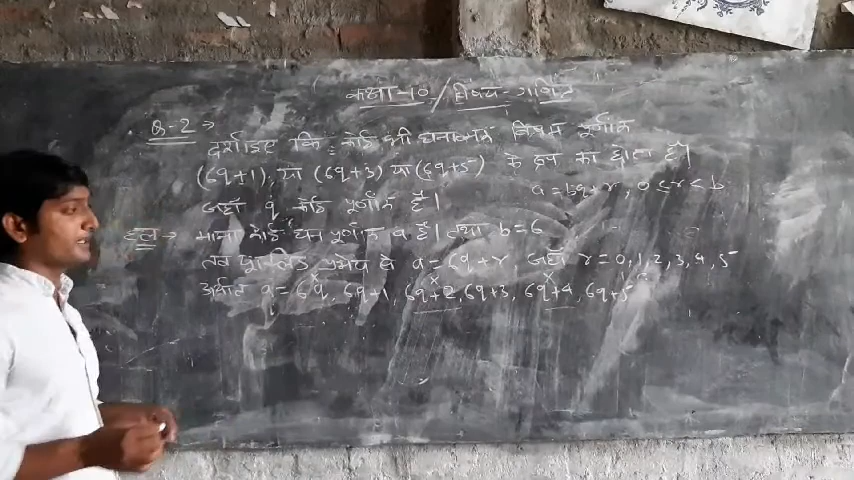 कक्षा-10/विषय-गणित
Q-2→
दर्शाइए कि कोई भी धनात्मक विषम पूर्णांक
(6q+1), या (6q+3) या (6q+5) के रूप का होता है।
जहाँ q कोई पूर्णांक है। a = bq+r, 0≤r<b
हल→ माना कोई धन पूर्णांक a है। तथा b=6
तब यूक्लिड प्रमेय से a=6q+r जहाँ r=0,1,2,3,4,5
अर्थात a=6q, 6q+1, 6q+2, 6q+3, 6q+4, 6q+5